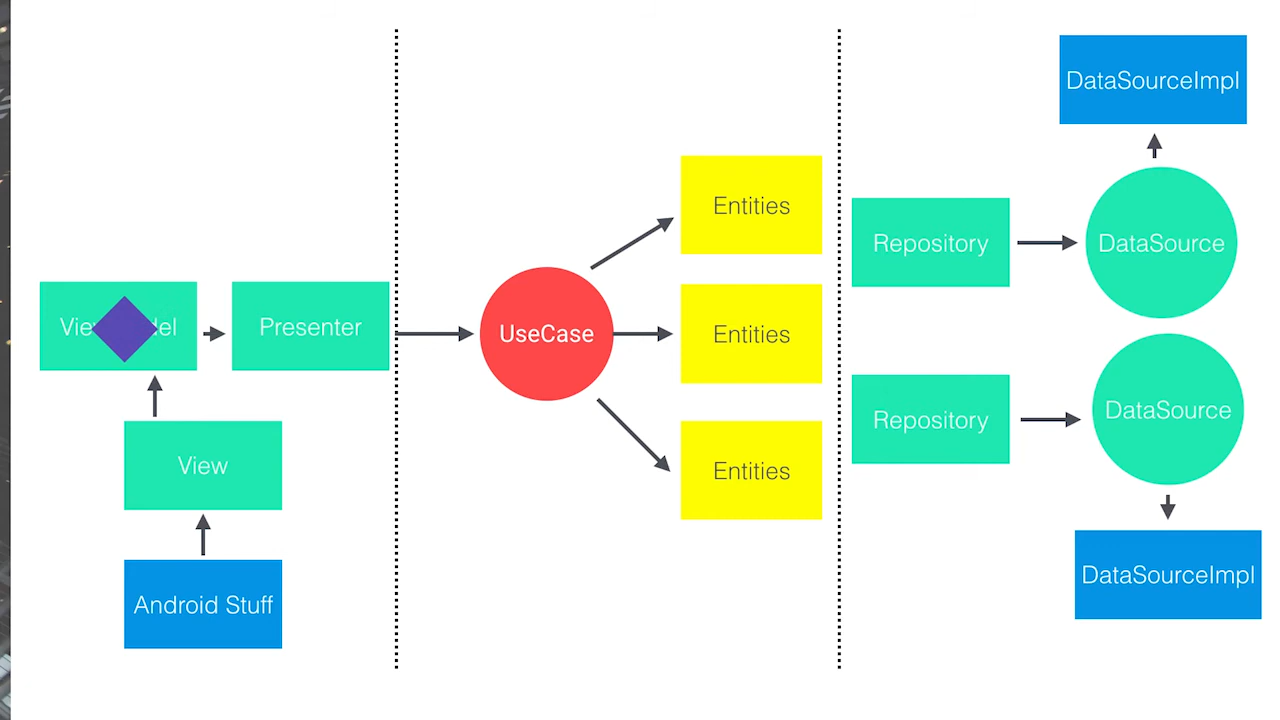 DataSourceImpl
Entities
Repository
DataSource
Presenter
UseCase
Entities
Repository
DataSource
View
Entities
Android Stuff
DataSourceImpl